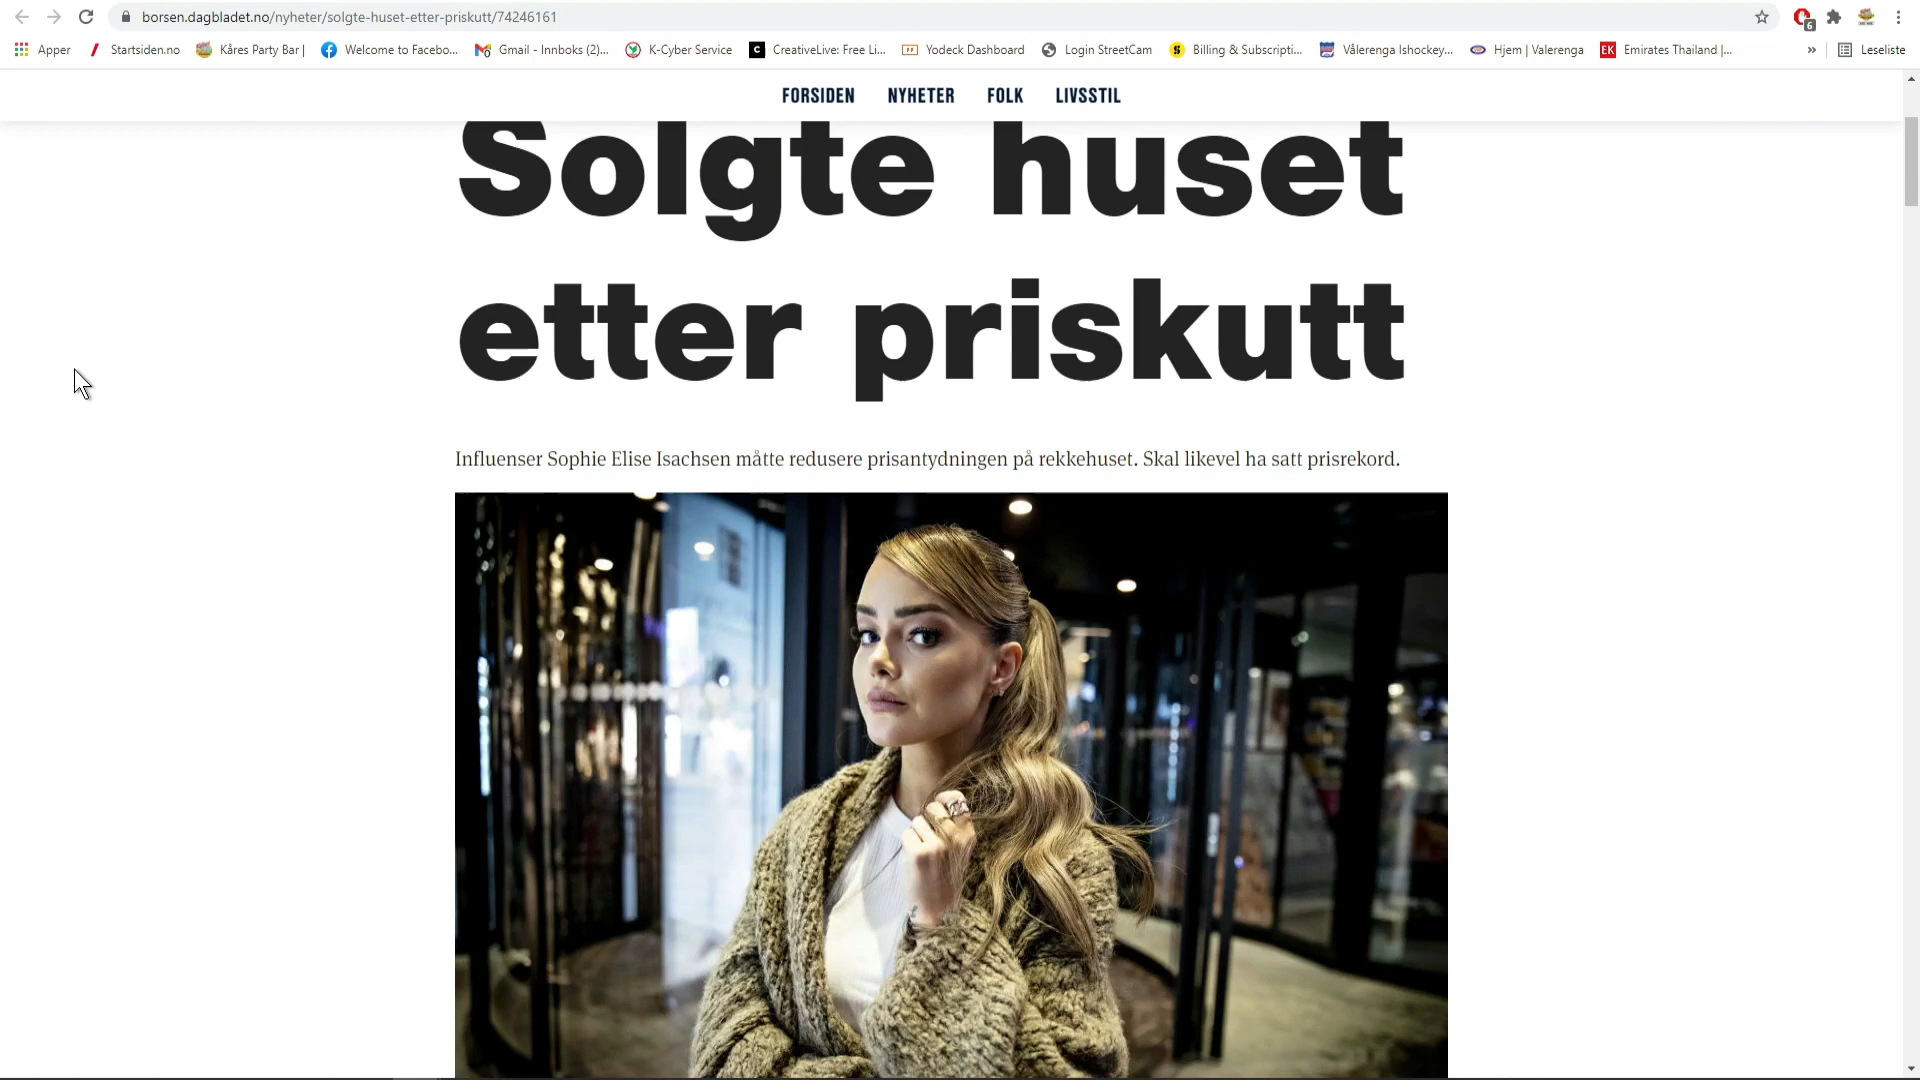 borsen.dagbladet.no/nyheter/solgte-huset-etter-priskutt/74246161
6
Apper Startsiden.no Kåres Party Bar | Welcome to Facebo... Gmail - Innboks (2)... K-Cyber Service CreativeLive: Free Li... Yodeck Dashboard Login StreetCam Billing & Subscripti... Vålerenga Ishockey... Hjem | Valerenga EK Emirates Thailand |... » Leseliste
FORSIDEN NYHETER FOLK LIVSSTIL
Solgte huset
etter priskutt
Influenser Sophie Elise Isachsen måtte redusere prisantydningen på rekkehuset. Skal likevel ha satt prisrekord.